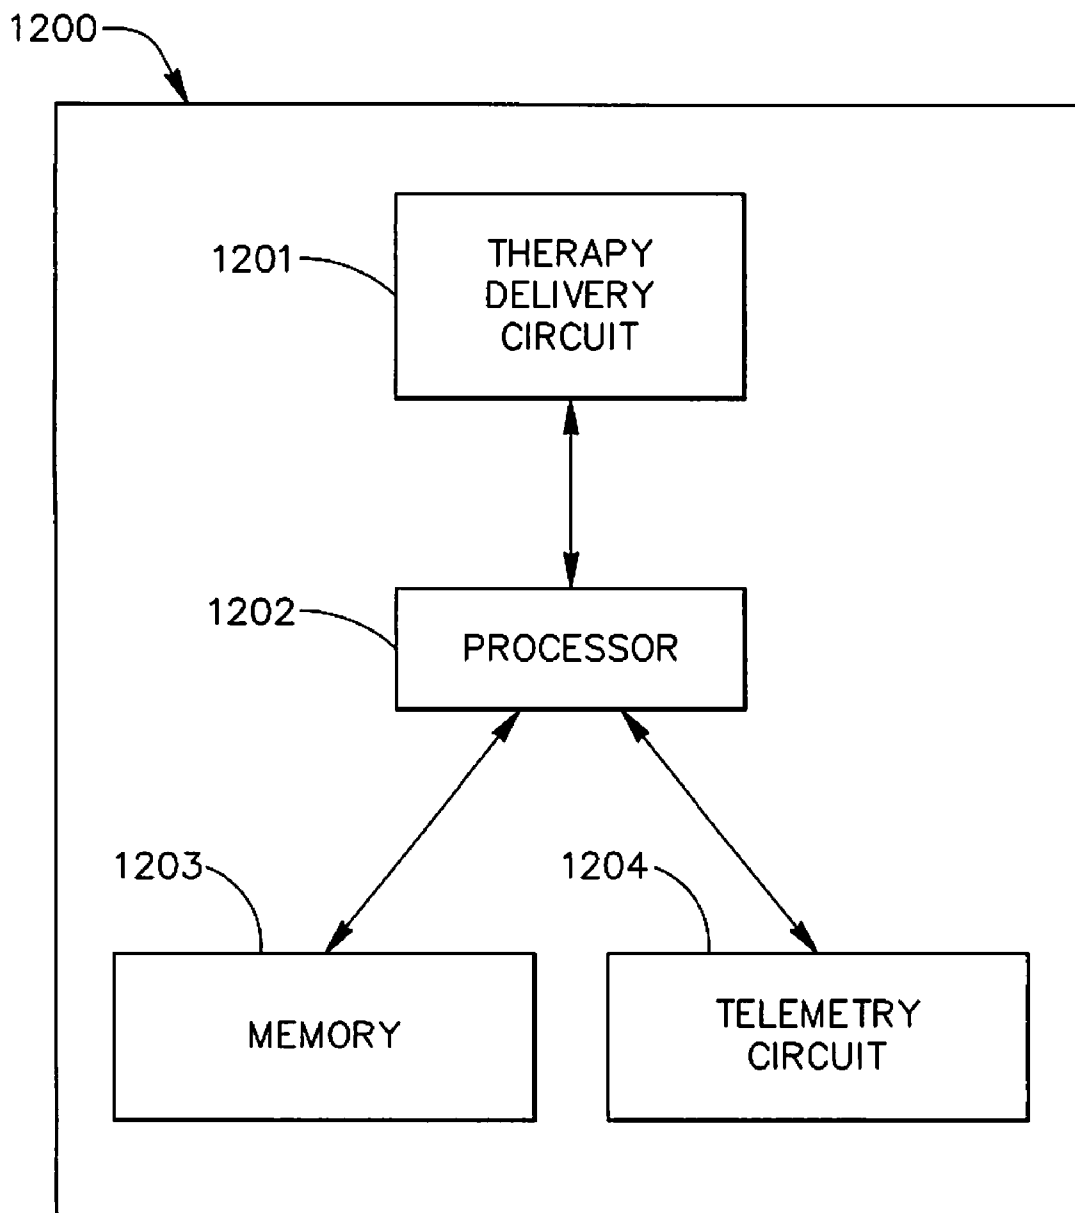 1200
1201
THERAPY
DELIVERY
CIRCUIT
1202
PROCESSOR
1203
1204
MEMORY
TELEMETRY
CIRCUIT